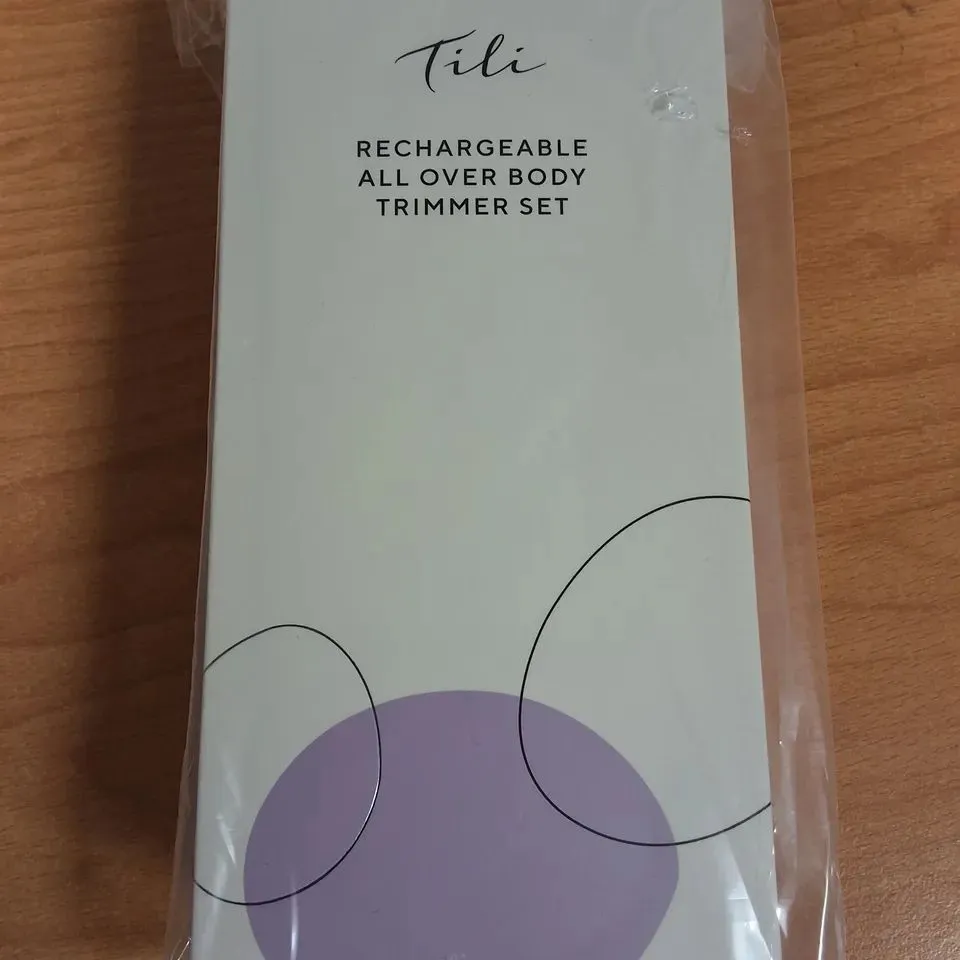 Tili
RECHARGEABLE
ALL OVER BODY
TRIMMER SET